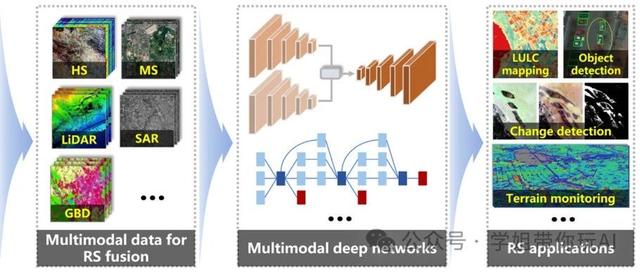 HS
MS
LiDAR
SAR
GBD
...
Multimodal data for
RS fusion
...
Multimodal deep networks
LULC
mapping
Object
detection
Change detection
Terrain monitoring
...
RS applications
公众号 · 学姐带你玩AI